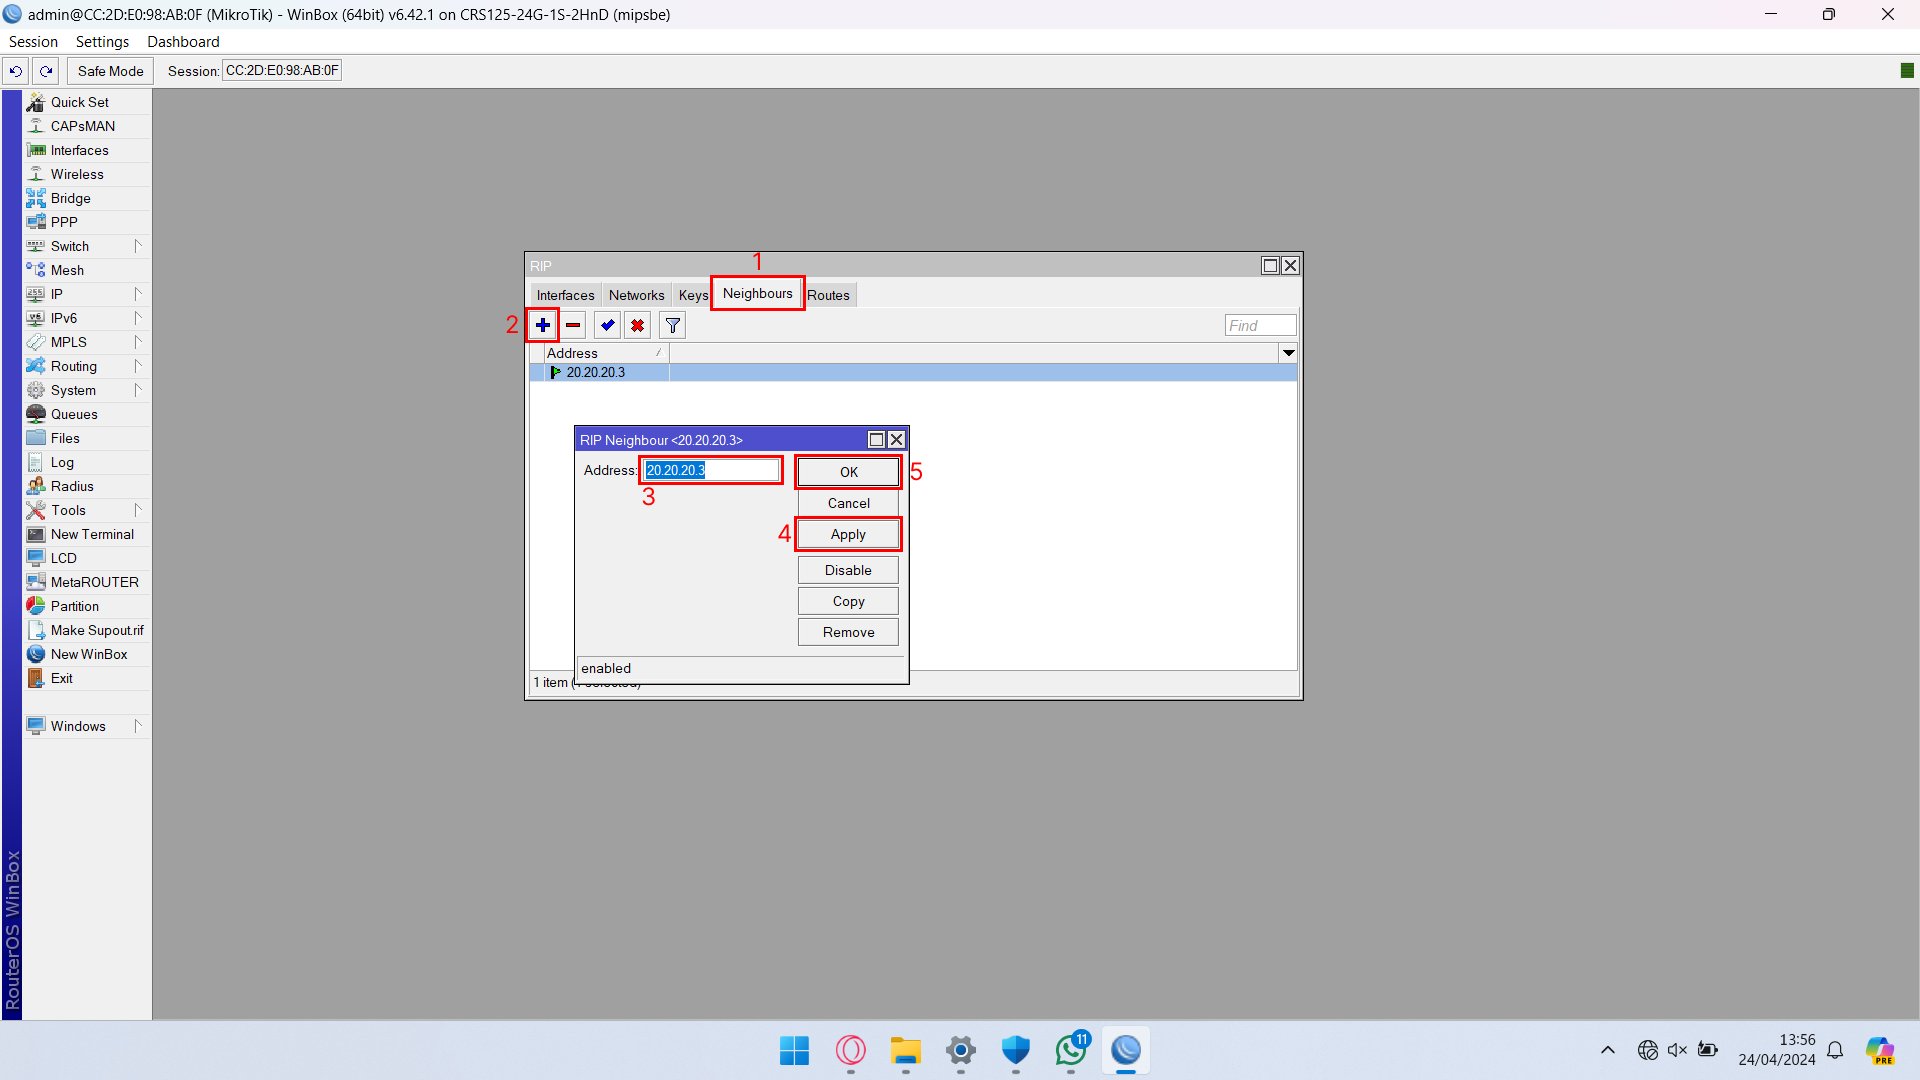 admin@CC:2D:E0:98:AB:0F (MikroTik) - WinBox (64bit) v6.42.1 on CRS125-24G-1S-2HnD (mipsbe)
Session Settings Dashboard
Safe Mode Session: CC:2D:E0:98:AB:0F
Quick Set
CAPsMAN
Interfaces
Wireless
Bridge
PPP
Switch
Mesh
IP
IPv6
MPLS
Routing
System
Queues
Files
Log
Radius
Tools
New Terminal
LCD
MetaROUTER
Partition
Make Supout.rif
New WinBox
Exit
Windows
RouterOS WinBox
RIP
1
Interfaces Networks Keys Neighbours Routes
2
Find
Address
20.20.20.3
RIP Neighbour <20.20.20.3>
Address: 20.20.20.3 OK 5
3
Cancel
4 Apply
Disable
Copy
Remove
enabled
1 item (1 selected)
11
PRE
13:56
24/04/2024